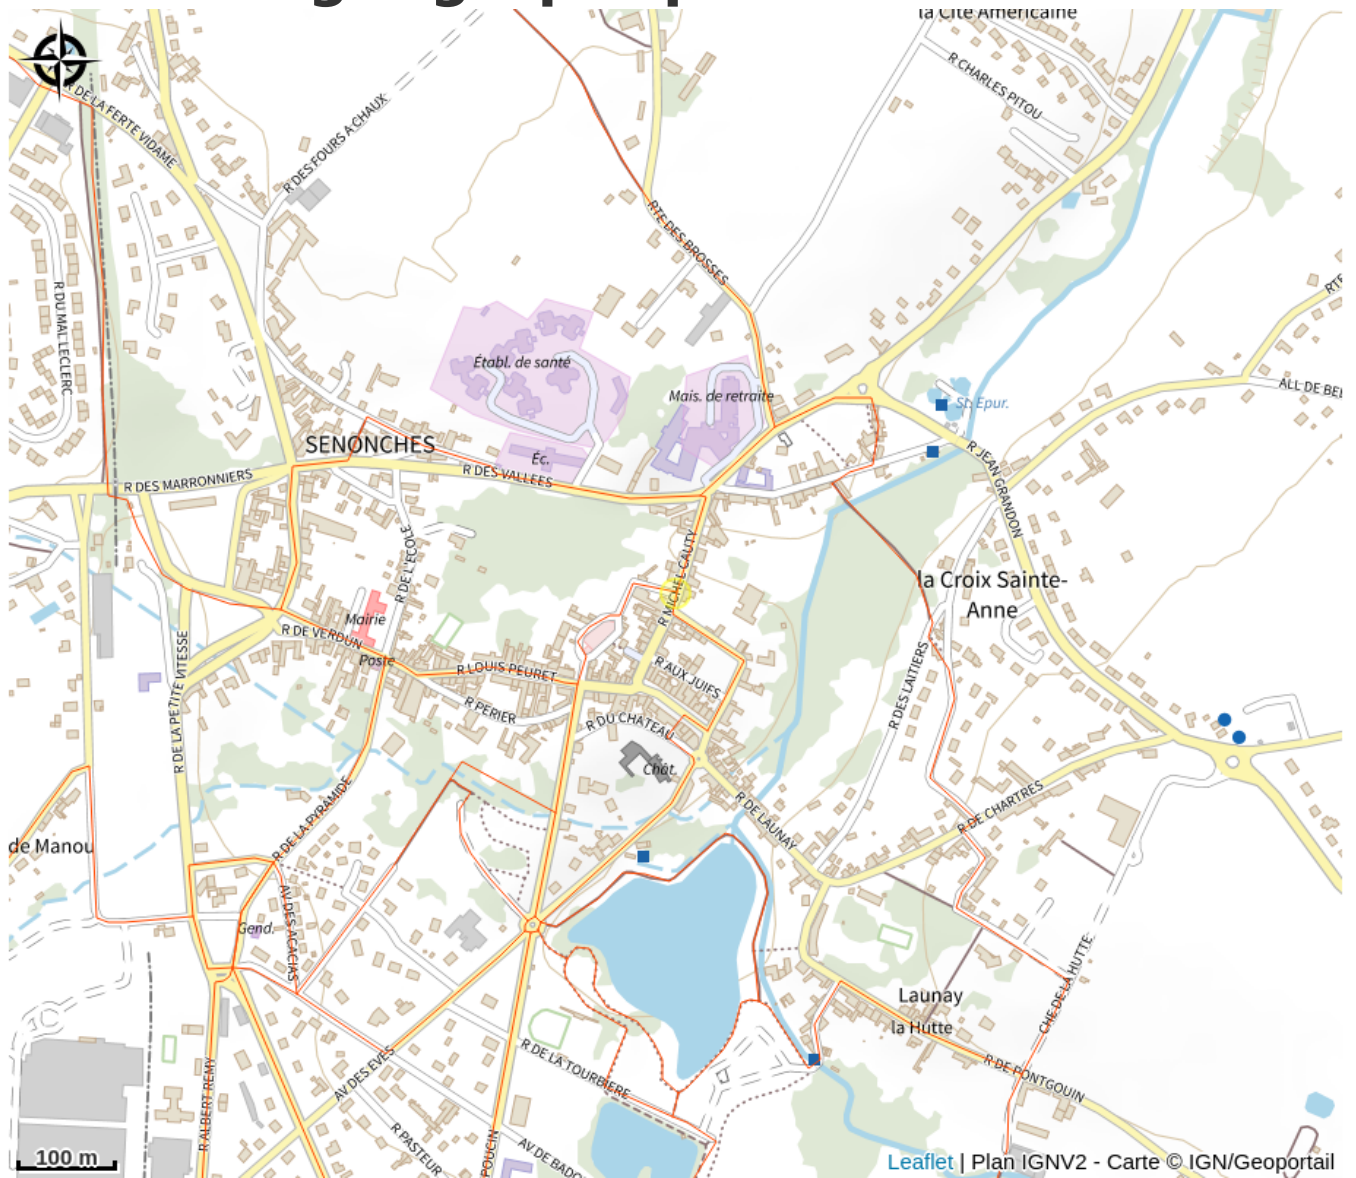 la Cité Américaine
R CHARLES PITOU
R DE LA FERTE VIDAME
R DES FOURS A CHAUX
RTE DES BROSSES
R DU MAL LECLERC
Établ. de santé
Mais. de retraite
St. Epur.
ALL DE BEL
SENONCHES
Éc.
R DES VALLÉES
R DES MARRONNIERS
R JEAN GRANDON
R DE L'ECOLE
R MICHEL CAUTY
la Croix Sainte-
Anne
Mairie
R DE VERDUN
Poste
R LOUIS PEURET
R AUX JUIFS
R PERIER
R DU CHATEAU
R DE LA PETITE VITESSE
R DES LAITIERS
Chât.
R DE LAUNAY
R DE CHARTRES
R DE LA PYRAMIDE
de Manou
AV DES ACACIAS
Gend.
CHE DE LA HUTTE
Launay
la Hutte
R DE PONTGOUIN
AV DES EVES
R DE LA TOURBIERE
R ALBERT REMY
R PASTEUR
POUCIN
100 m
Leaflet | Plan IGNV2 - Carte © IGN/Geoportail